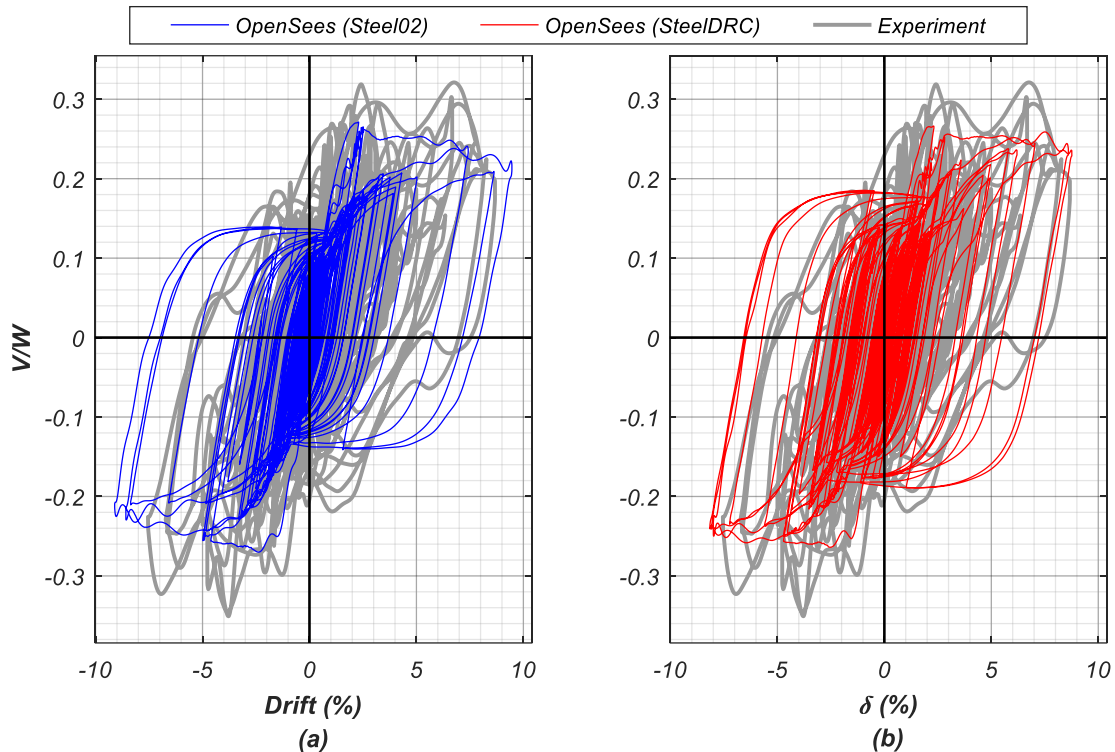 OpenSees (Steel02) OpenSees (SteelDRC) Experiment
0.3 0.3
0.2 0.2
0.1 0.1
0 0
V/W
-0.1 -0.1
-0.2 -0.2
-0.3 -0.3
-10 -5 0 5 10 -10 -5 0 5 10
Drift (%) δ (%)
(a) (b)